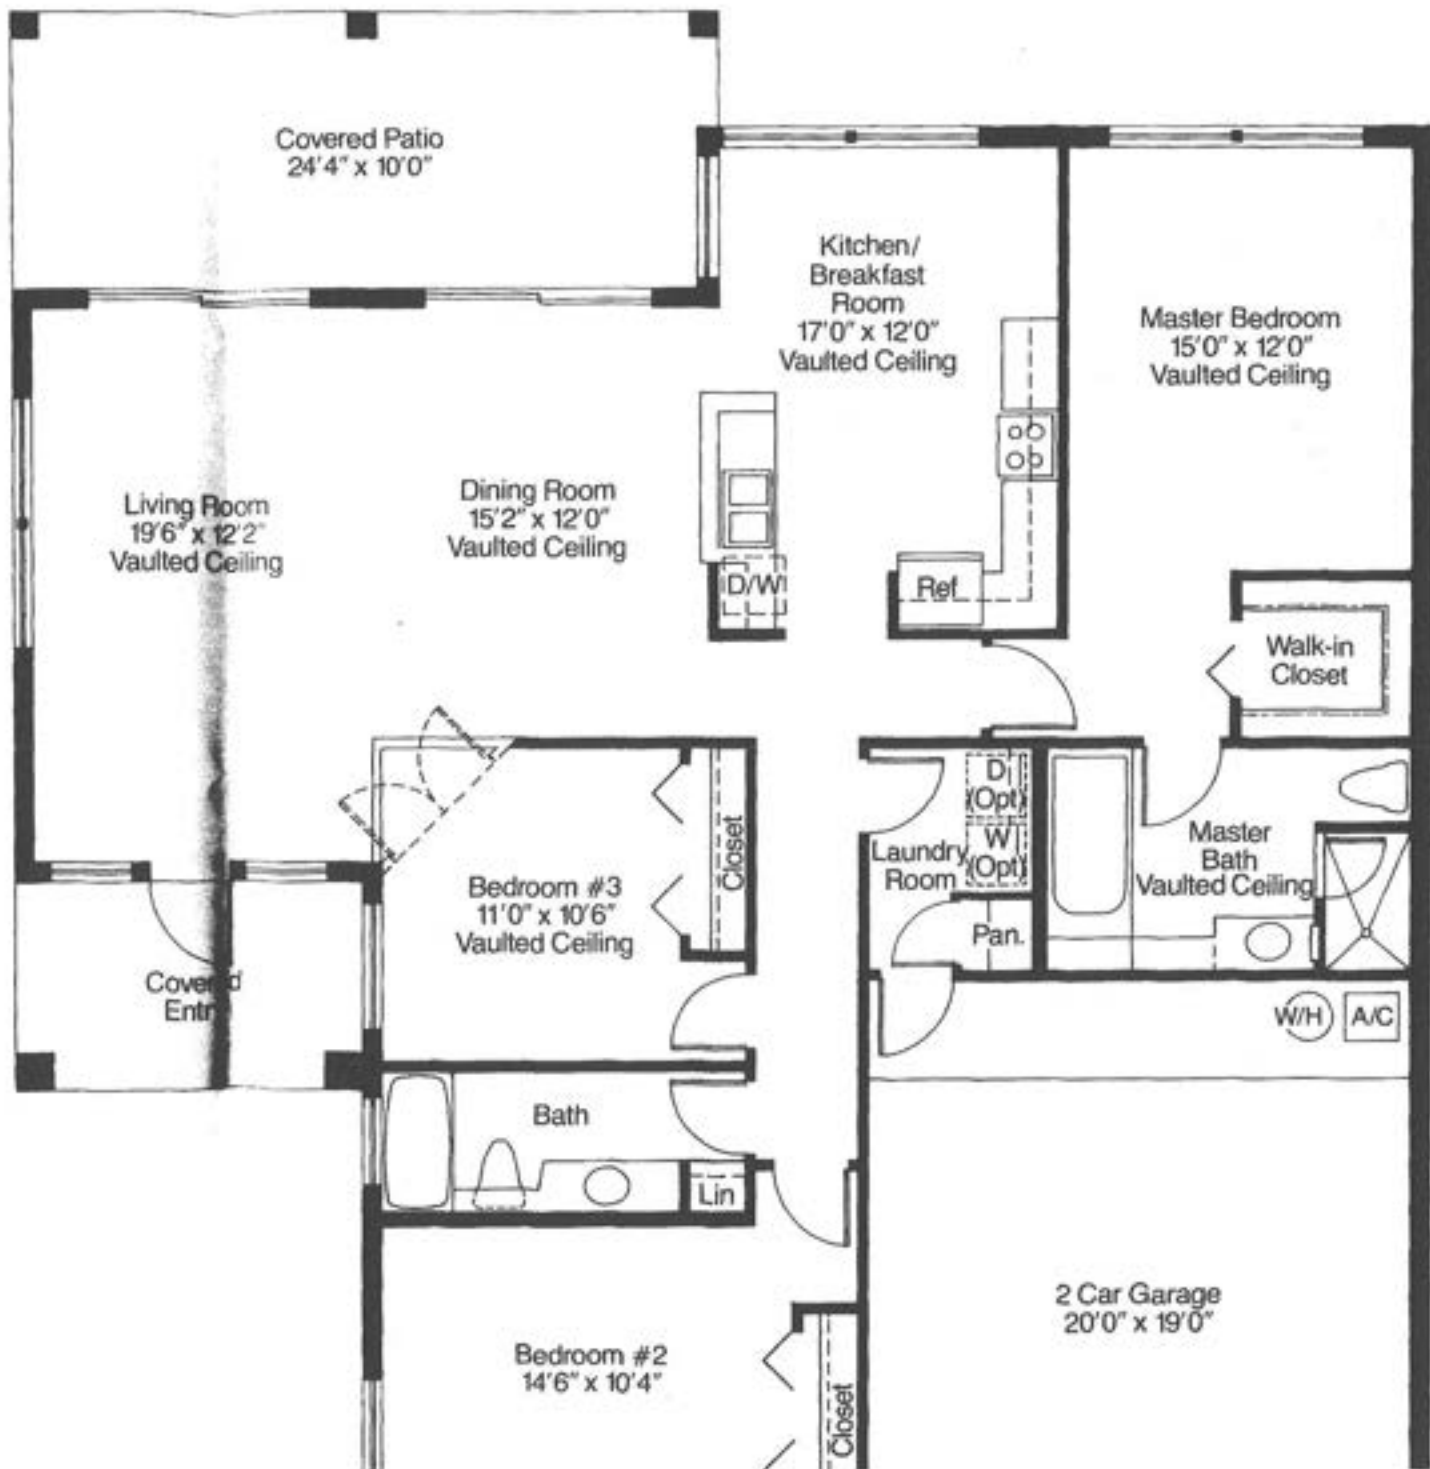 Covered Patio
24'4" x 10'0"
Kitchen/
Breakfast
Room
17'0" x 12'0"
Vaulted Ceiling
Master Bedroom
15'0" x 12'0"
Vaulted Ceiling
Living Room
19'6" x 12'2"
Vaulted Ceiling
Dining Room
15'2" x 12'0"
Vaulted Ceiling
D/W
Ref
Walk-in
Closet
Closet
D
(Opt)
W
(Opt)
Laundry
Room
Pan.
Master
Bath
Vaulted Ceiling
Bedroom #3
11'0" x 10'6"
Vaulted Ceiling
Covered
Entry
W/H
A/C
Bath
Lin
2 Car Garage
20'0" x 19'0"
Bedroom #2
14'6" x 10'4"
Closet